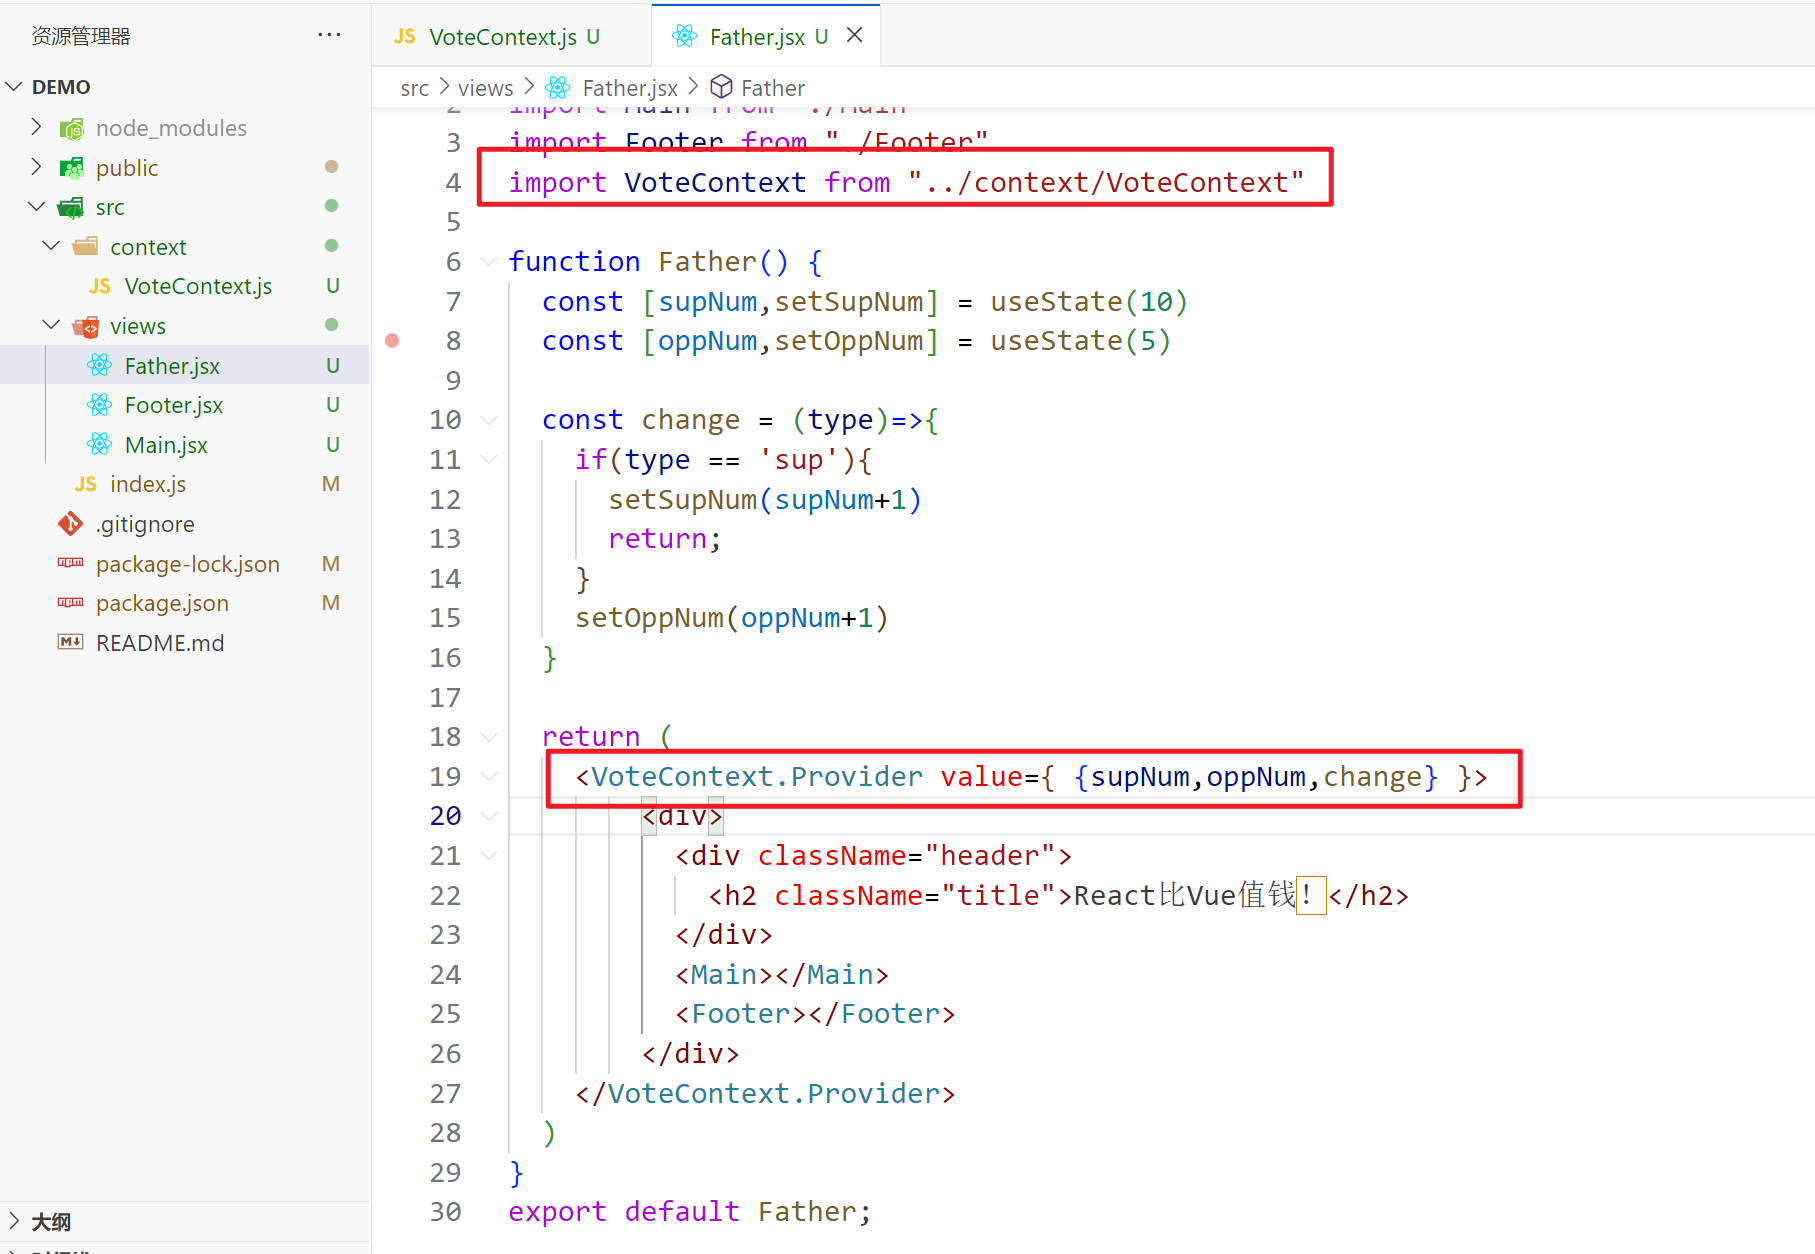 资源管理器
DEMO
node_modules
public
src
context
JS VoteContext.js U
views
Father.jsx U
Footer.jsx U
Main.jsx U
JS index.js M
.gitignore
package-lock.json M
package.json M
README.md
大纲
JS VoteContext.js U
Father.jsx U
src > views > Father.jsx > Father
2 import Main from "./Main"
3 import Footer from "./Footer"
4 import VoteContext from "../context/VoteContext"
5
6 function Father() {
7 const [supNum,setSupNum] = useState(10)
8 const [oppNum,setOppNum] = useState(5)
9
10 const change = (type)=>{
11 if(type == 'sup'){
12 setSupNum(supNum+1)
13 return;
14 }
15 setOppNum(oppNum+1)
16 }
17
18 return (
19 <VoteContext.Provider value={ {supNum,oppNum,change} }>
20 <div>
21 <div className="header">
22 <h2 className="title">React比Vue值钱！</h2>
23 </div>
24 <Main></Main>
25 <Footer></Footer>
26 </div>
27 </VoteContext.Provider>
28 )
29 }
30 export default Father;